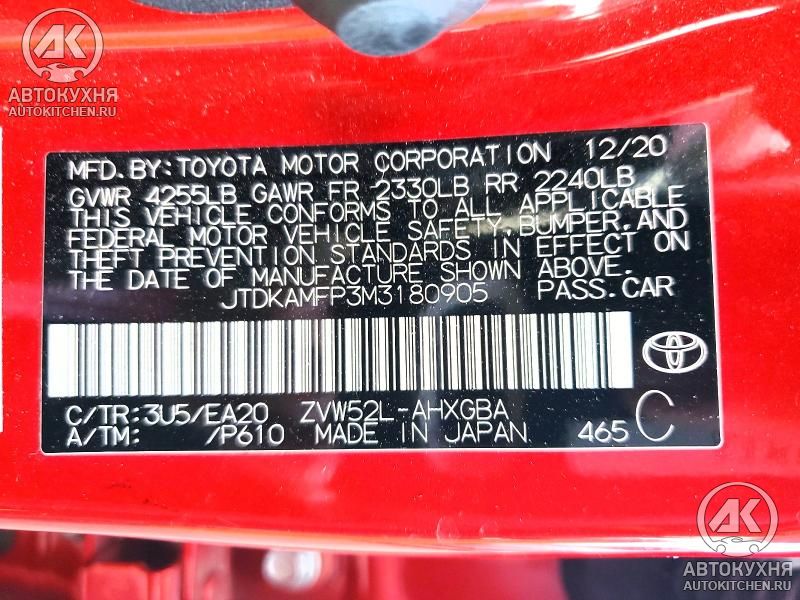 AK
АВТОКУХНЯ
AUTOKITCHEN.RU
MFD. BY: TOYOTA MOTOR CORPORATION 12/20
GVWR 4255LB GAWR FR 2330LB RR 2240LB
THIS VEHICLE CONFORMS TO ALL APPLICABLE
FEDERAL MOTOR VEHICLE SAFETY, BUMPER, AND
THEFT PREVENTION STANDARDS IN EFFECT ON
THE DATE OF MANUFACTURE SHOWN ABOVE.
JTDKAMFP3M3180905 PASS. CAR
C/TR: 3U5/EA20 ZVW52L-AHXGBA
A/TM: /P610 MADE IN JAPAN 465 C
AK
АВТОКУХНЯ
AUTOKITCHEN.RU